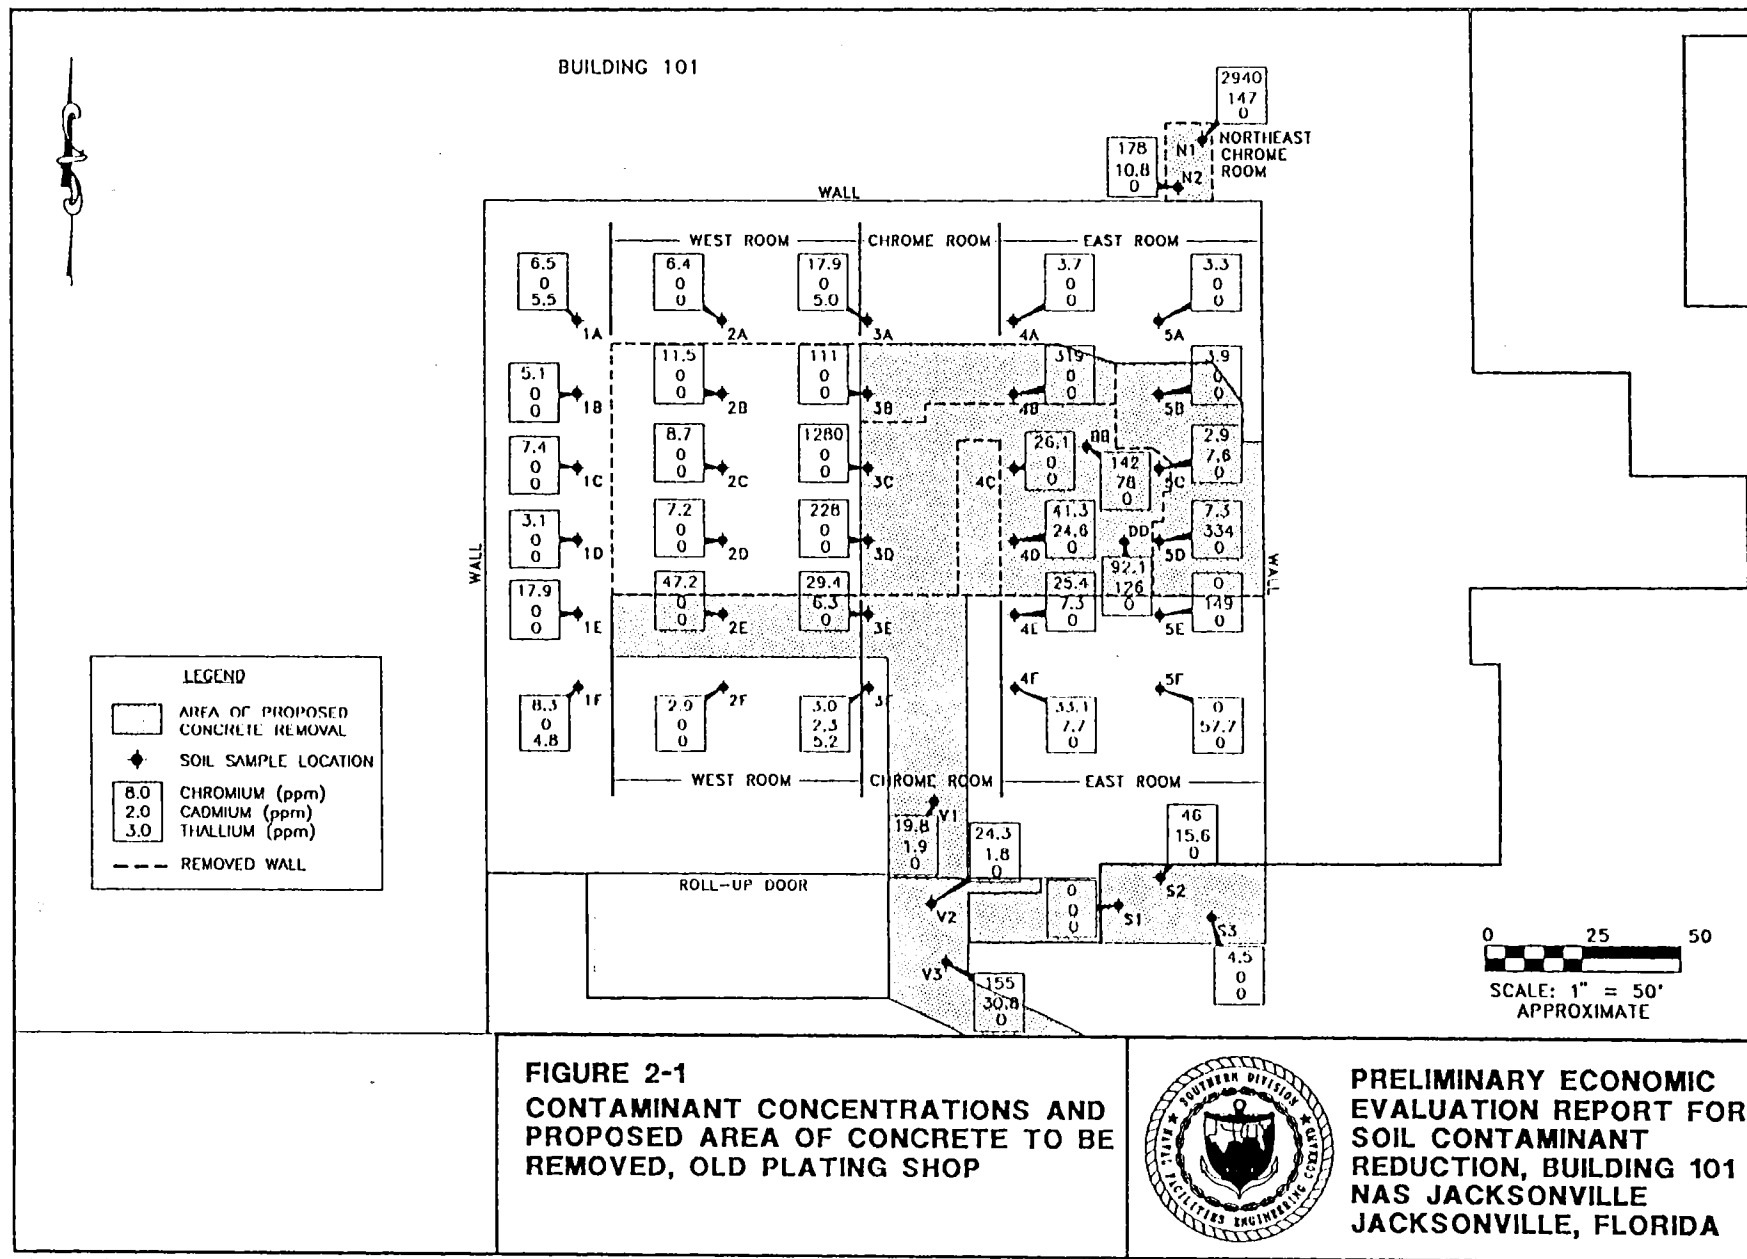 BUILDING 101
2940
147
0
NORTHEAST
CHROME
ROOM
N1
178
10.8
0
N2
WALL
WEST ROOM
CHROME ROOM
EAST ROOM
6.5
0
5.5
1A
6.4
0
0
2A
17.9
0
5.0
3A
3.7
0
0
4A
3.3
0
0
5A
5.1
0
0
1B
11.5
0
0
2B
111
0
0
3B
319
0
0
4B
3.9
0
0
5B
7.4
0
0
1C
8.7
0
0
2C
1280
0
0
3C
4C
26.1
0
0
BB
142
78
0
2.9
7.6
0
5C
3.1
0
0
1D
7.2
0
0
2D
228
0
0
3D
41.3
24.6
0
4D
DD
92.1
126
0
7.3
334
0
5D
WALL
WALL
17.9
0
0
1E
47.2
0
0
2E
29.4
6.3
0
3E
25.4
7.3
0
4E
0
149
0
5E
8.3
0
4.8
1F
2.9
0
0
2F
3.0
2.3
5.2
3F
4F
33.1
7.7
0
5F
0
57.7
0
WEST ROOM
CHROME ROOM
EAST ROOM
V1
19.8
1.9
0
24.3
1.8
0
V2
46
15.6
0
S2
0
0
0
S1
S3
4.5
0
0
V3
155
30.8
0
ROLL-UP DOOR
LEGEND
AREA OF PROPOSED
CONCRETE REMOVAL
SOIL SAMPLE LOCATION
8.0 CHROMIUM (ppm)
2.0 CADMIUM (ppm)
3.0 THALLIUM (ppm)
REMOVED WALL
0 25 50
SCALE: 1" = 50'
APPROXIMATE
FIGURE 2-1
CONTAMINANT CONCENTRATIONS AND
PROPOSED AREA OF CONCRETE TO BE
REMOVED, OLD PLATING SHOP
SOUTHERN DIVISION
NAVAL FACILITIES ENGINEERING COMMAND
PRELIMINARY ECONOMIC
EVALUATION REPORT FOR
SOIL CONTAMINANT
REDUCTION, BUILDING 101
NAS JACKSONVILLE
JACKSONVILLE, FLORIDA